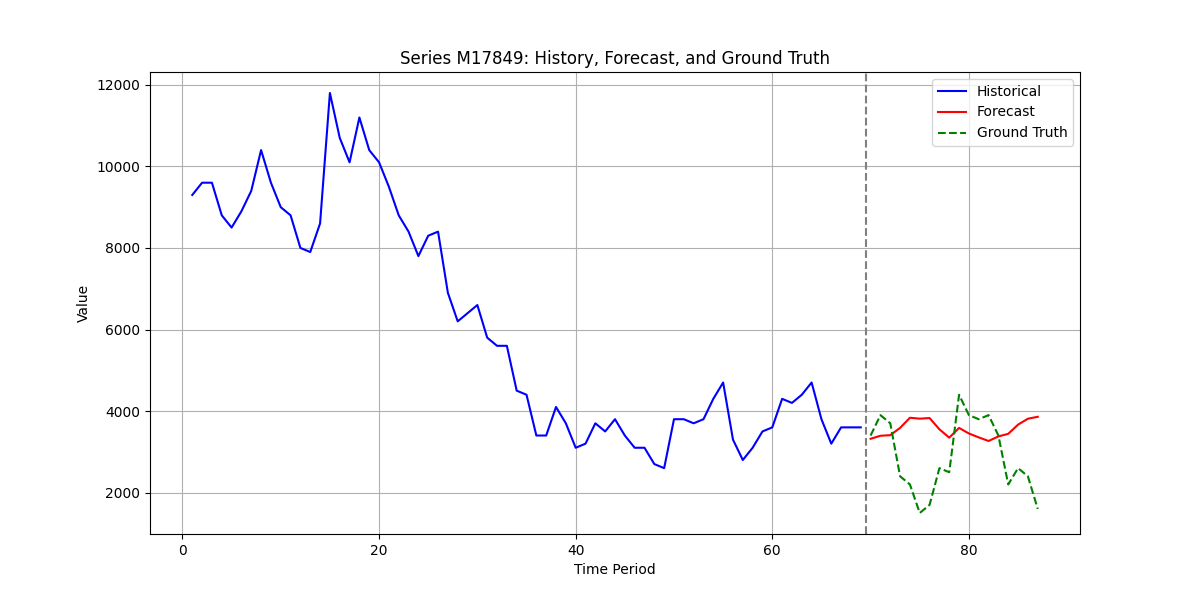 Series M17849: History, Forecast, and Ground Truth
Historical
Forecast
Ground Truth
Value
12000
10000
8000
6000
4000
2000
0
20
40
60
80
Time Period